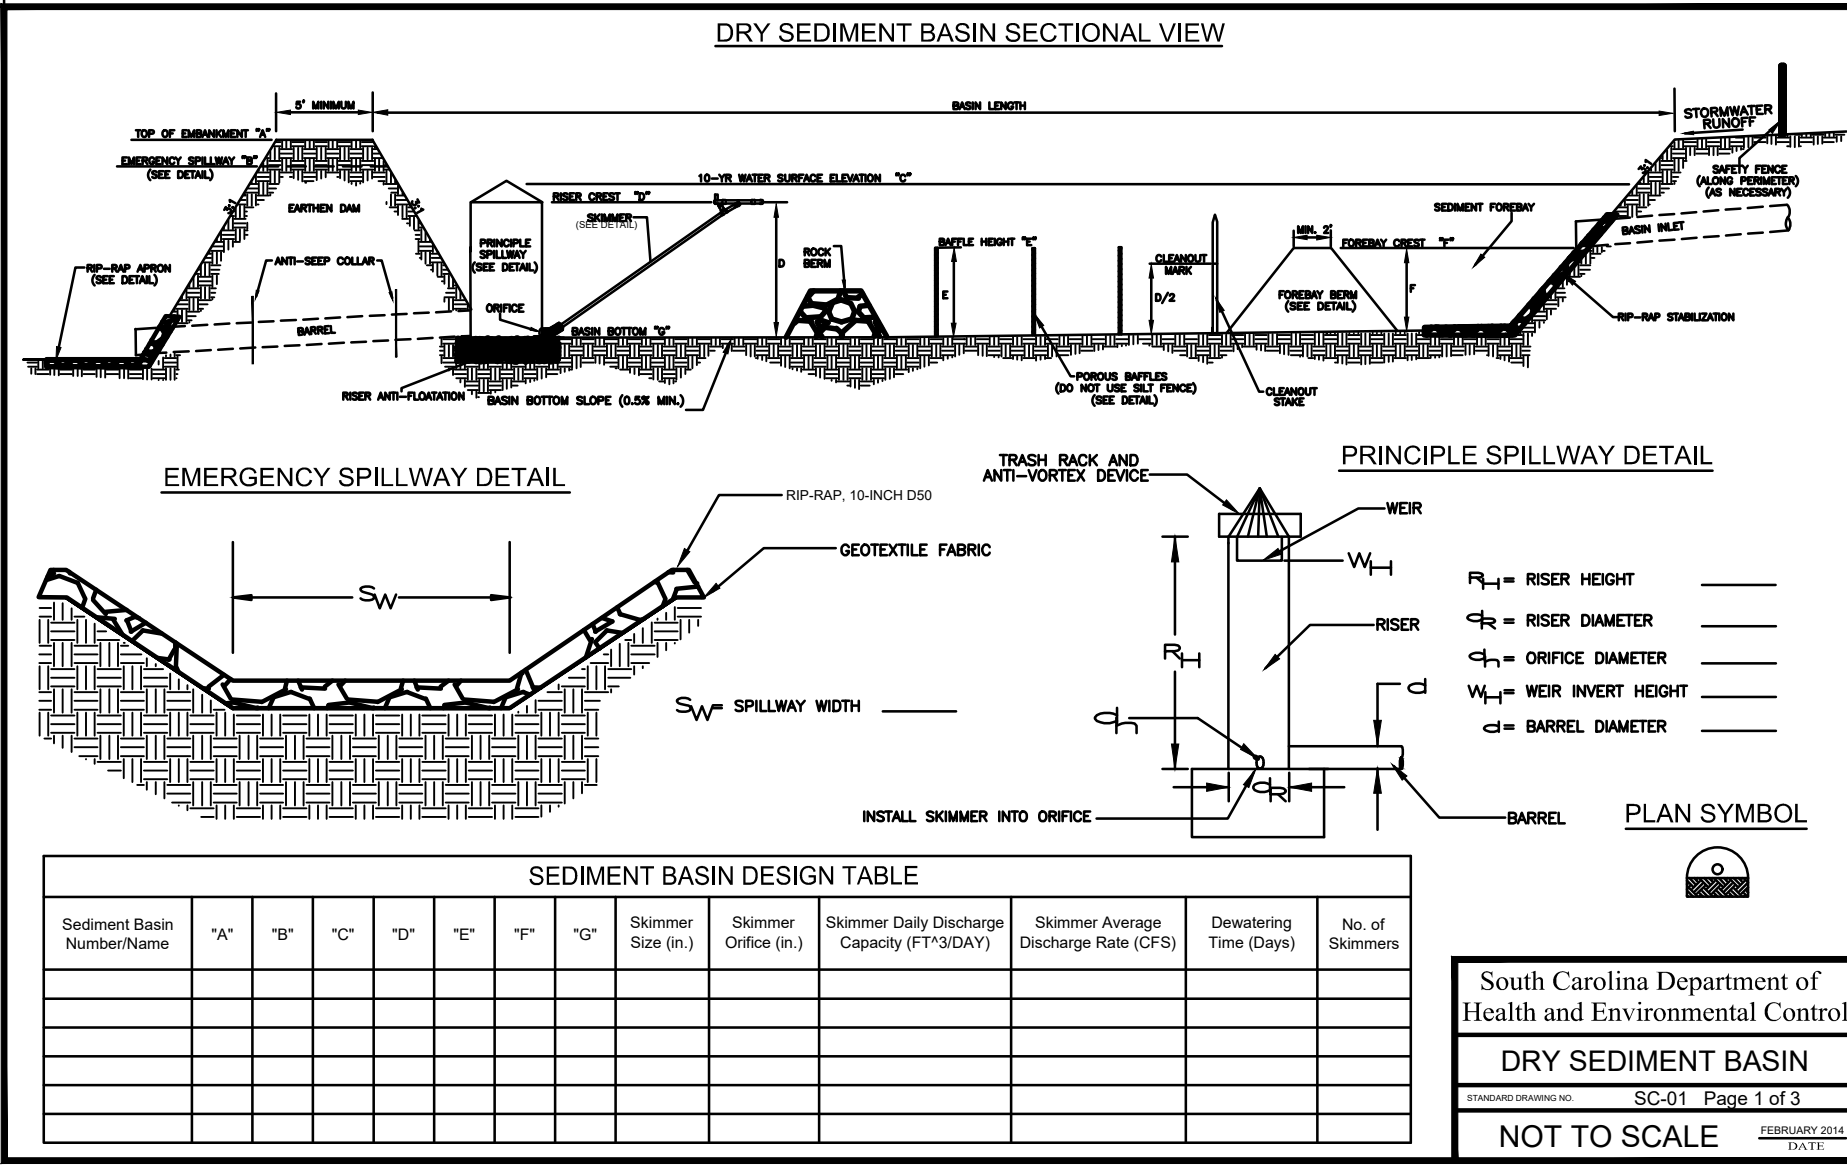 DRY SEDIMENT BASIN SECTIONAL VIEW
5' MINIMUM
BASIN LENGTH
STORMWATER
RUNOFF
TOP OF EMBANKMENT "A"
EMERGENCY SPILLWAY "B"
(SEE DETAIL)
3:1
EARTHEN DAM
3:1
10-YR WATER SURFACE ELEVATION "C"
3:1
SAFETY FENCE
(ALONG PERIMETER)
(AS NECESSARY)
RISER CREST "D"
SKIMMER
(SEE DETAIL)
SEDIMENT FOREBAY
BASIN INLET
PRINCIPLE
SPILLWAY
(SEE DETAIL)
ORIFICE
D
ROCK
BERM
BAFFLE HEIGHT "E"
E
CLEANOUT
MARK
D/2
MIN. 2'
FOREBAY CREST "F"
F
FOREBAY BERM
(SEE DETAIL)
RIP-RAP APRON
(SEE DETAIL)
ANTI-SEEP COLLAR
BARREL
BASIN BOTTOM "G"
RIP-RAP STABILIZATION
RISER ANTI-FLOATATION
BASIN BOTTOM SLOPE (0.5% MIN.)
POROUS BAFFLES
(DO NOT USE SILT FENCE)
(SEE DETAIL)
CLEANOUT
STAKE
EMERGENCY SPILLWAY DETAIL
RIP-RAP, 10-INCH D50
GEOTEXTILE FABRIC
SW
SW= SPILLWAY WIDTH
PRINCIPLE SPILLWAY DETAIL
TRASH RACK AND
ANTI-VORTEX DEVICE
WEIR
WH
RISER
RH
d
dh
dR
INSTALL SKIMMER INTO ORIFICE
BARREL
RH= RISER HEIGHT
dR = RISER DIAMETER
dh= ORIFICE DIAMETER
WH= WEIR INVERT HEIGHT
d= BARREL DIAMETER
PLAN SYMBOL
SEDIMENT BASIN DESIGN TABLE
Sediment Basin Number/Name "A" "B" "C" "D" "E" "F" "G" Skimmer Size (in.) Skimmer Orifice (in.) Skimmer Daily Discharge Capacity (FT^3/DAY) Skimmer Average Discharge Rate (CFS) Dewatering Time (Days) No. of Skimmers
South Carolina Department of
Health and Environmental Control
DRY SEDIMENT BASIN
STANDARD DRAWING NO. SC-01 Page 1 of 3
NOT TO SCALE FEBRUARY 2014
DATE